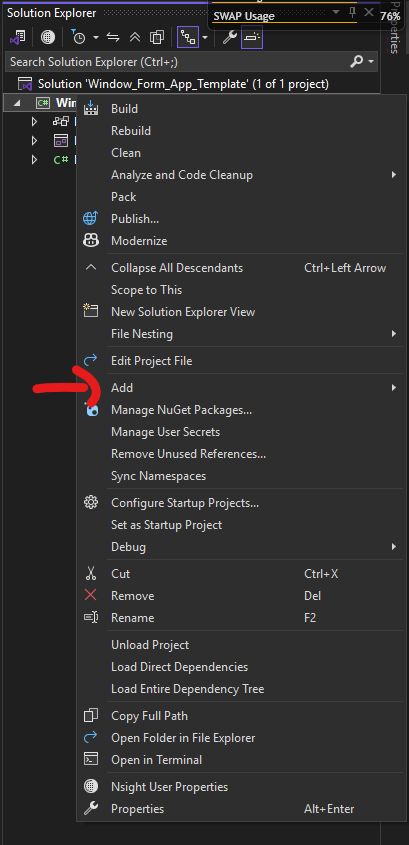 Solution Explorer
SWAP Usage
76%
Properties
Search Solution Explorer (Ctrl+;)
Solution 'Window_Form_App_Template' (1 of 1 project)
C# Win
C#
Build
Rebuild
Clean
Analyze and Code Cleanup
Pack
Publish...
Modernize
Collapse All Descendants Ctrl+Left Arrow
Scope to This
New Solution Explorer View
File Nesting
Edit Project File
Add
Manage NuGet Packages...
Manage User Secrets
Remove Unused References...
Sync Namespaces
Configure Startup Projects...
Set as Startup Project
Debug
Cut Ctrl+X
Remove Del
Rename F2
Unload Project
Load Direct Dependencies
Load Entire Dependency Tree
Copy Full Path
Open Folder in File Explorer
Open in Terminal
Nsight User Properties
Properties Alt+Enter